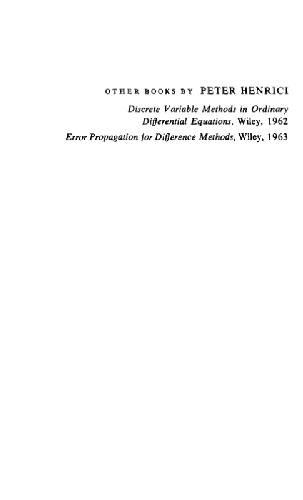 OTHER BOOKS BY PETER HENRICI
Discrete Variable Methods in Ordinary
Differential Equations, Wiley, 1962
Error Propagation for Difference Methods, Wiley, 1963